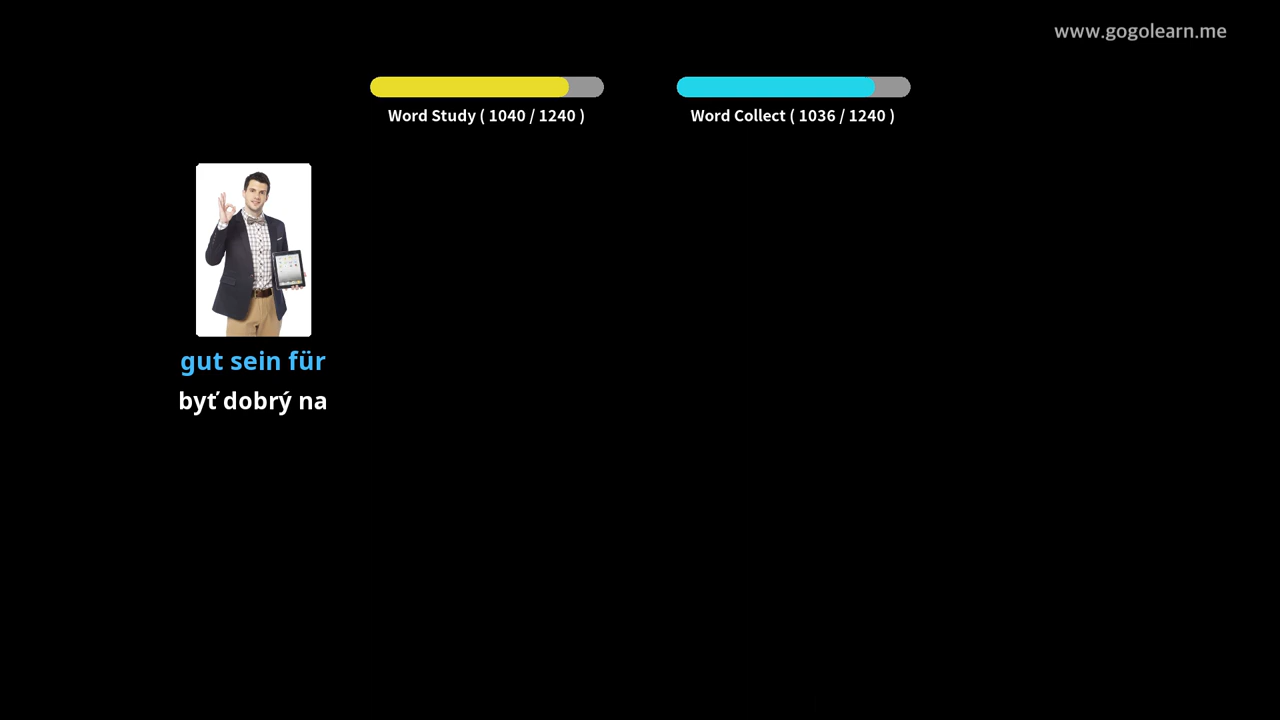 www.gogolearn.me
Word Study ( 1040 / 1240 )
Word Collect ( 1036 / 1240 )
gut sein für
byť dobrý na